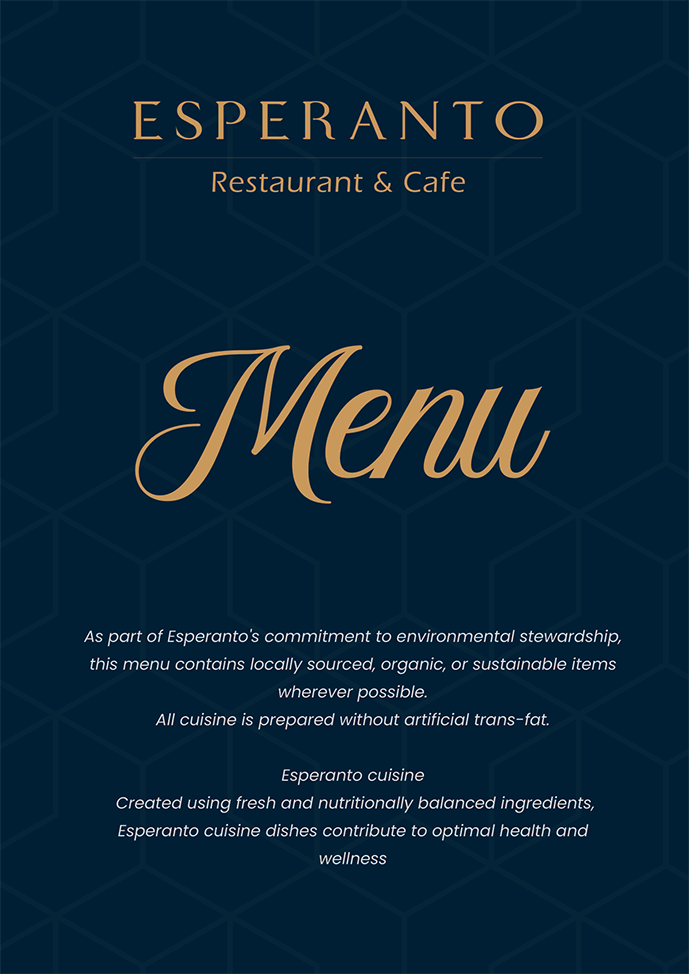 ESPERANTO
Restaurant & Cafe
Menu
As part of Esperanto's commitment to environmental stewardship,
this menu contains locally sourced, organic, or sustainable items
wherever possible.
All cuisine is prepared without artificial trans-fat.
Esperanto cuisine
Created using fresh and nutritionally balanced ingredients,
Esperanto cuisine dishes contribute to optimal health and
wellness